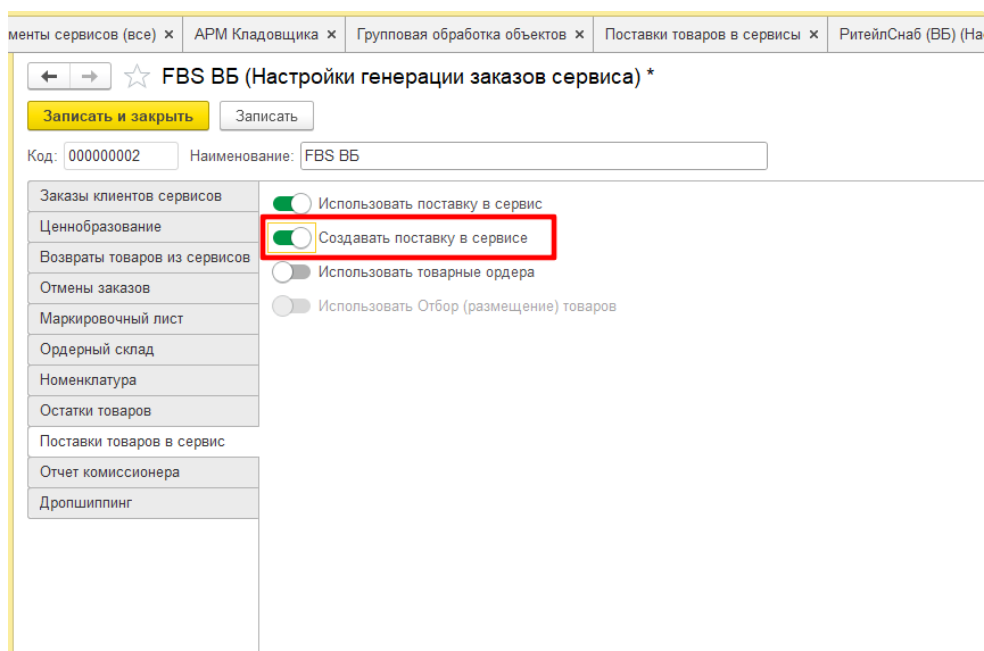 менты сервисов (все) × АРМ Кладовщика × Групповая обработка объектов × Поставки товаров в сервисы × РитейлСнаб (ВБ) (На
FBS ВБ (Настройки генерации заказов сервиса) *
Записать и закрыть Записать
Код: 000000002 Наименование: FBS ВБ
Заказы клиентов сервисов
Ценнобразование
Возвраты товаров из сервисов
Отмены заказов
Маркировочный лист
Ордерный склад
Номенклатура
Остатки товаров
Поставки товаров в сервис
Отчет комиссионера
Дропшиппинг
Использовать поставку в сервис
Создавать поставку в сервисе
Использовать товарные ордера
Использовать Отбор (размещение) товаров